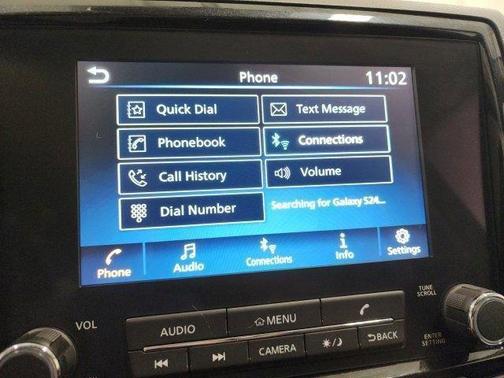 Phone
11:02
Quick Dial
Text Message
Phonebook
Connections
Call History
Volume
Dial Number
Searching for Galaxy S24...
Phone
Audio
Connections
Info
Settings
VOL
TUNE
SCROLL
AUDIO
MENU
CAMERA
BACK
ENTER
SETTING